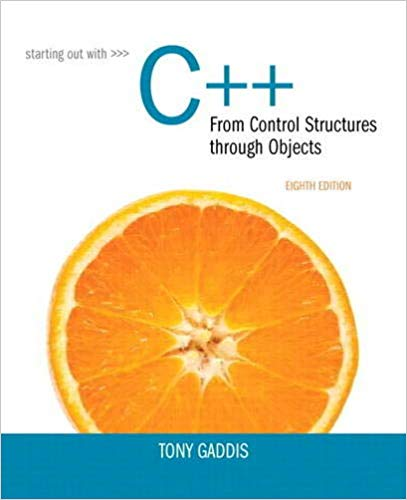 starting out with >>>
C++
From Control Structures
through Objects
EIGHTH EDITION
TONY GADDIS